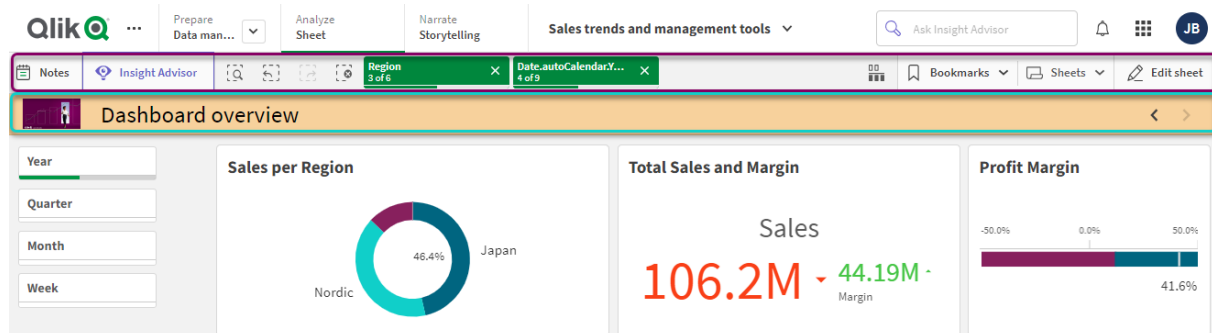 Qlik
Prepare
Data man...
Analyze
Sheet
Narrate
Storytelling
Sales trends and management tools
Ask Insight Advisor
JB
Notes
Insight Advisor
Region
3 of 6
Date.autoCalendar.Y...
4 of 9
Bookmarks
Sheets
Edit sheet
Dashboard overview
Year
Quarter
Month
Week
Sales per Region
46.4%
Japan
Nordic
Total Sales and Margin
Sales
106.2M
44.19M
Margin
Profit Margin
-50.0% 0.0% 50.0%
41.6%